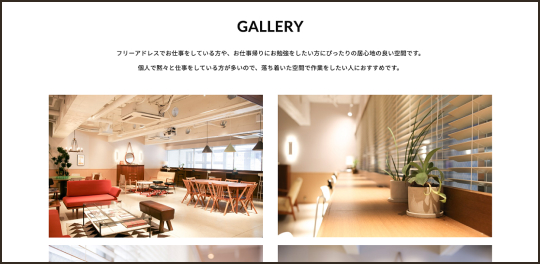 GALLERY
フリーアドレスでお仕事をしている方や、お仕事帰りにお勉強をしたい方にぴったりの居心地の良い空間です。
個人で黙々と仕事をしている方が多いので、落ち着いた空間で作業をしたい人におすすめです。